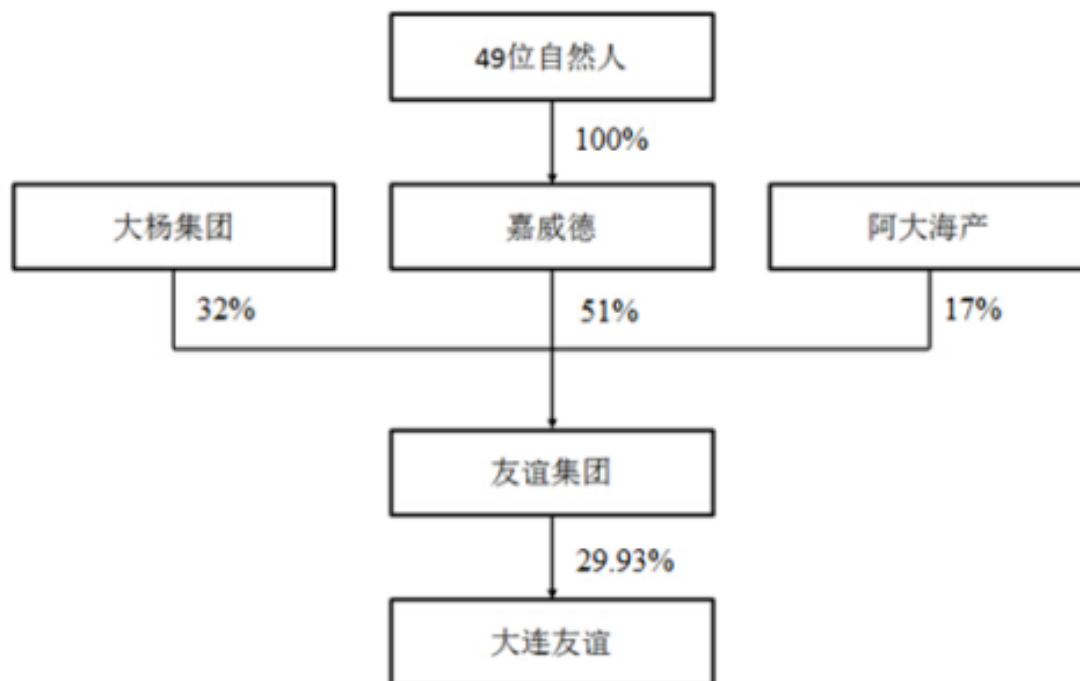 49位自然人
100%
大杨集团
嘉威德
阿大海产
32%
51%
17%
友谊集团
29.93%
大连友谊